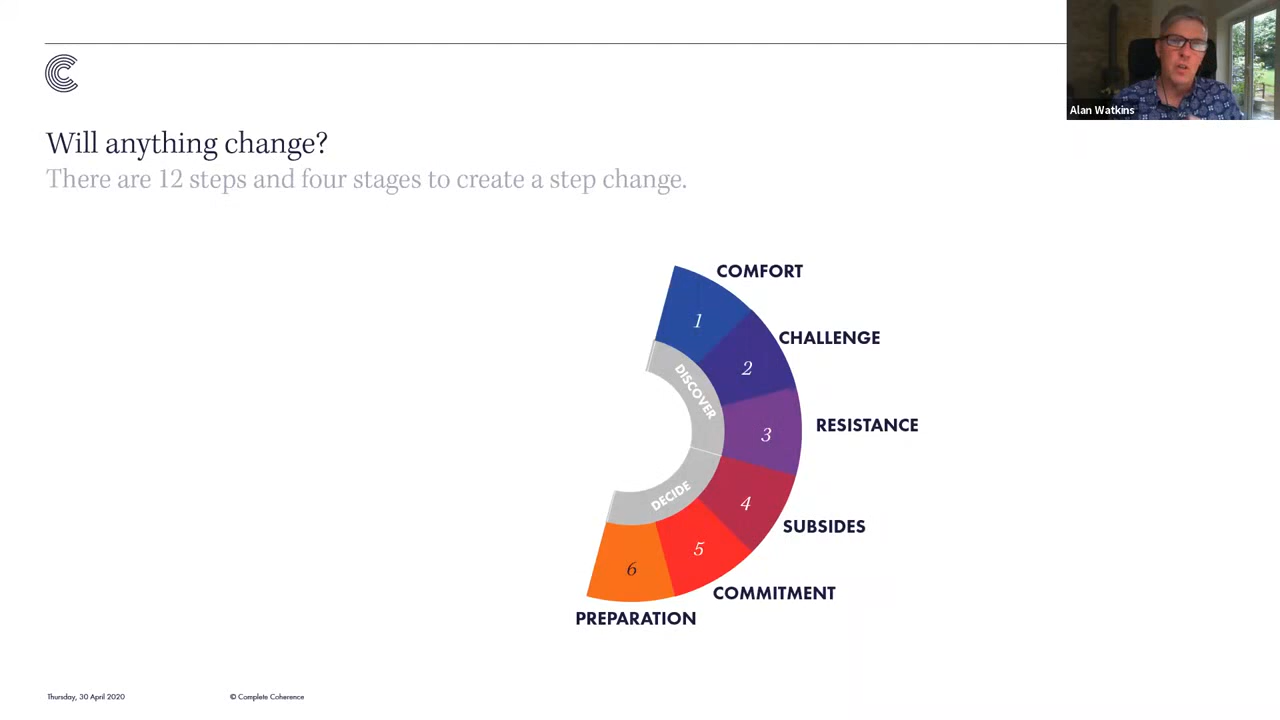 Alan Watkins
Will anything change?
There are 12 steps and four stages to create a step change.
COMFORT
1
CHALLENGE
2
DISCOVER
RESISTANCE
3
DECIDE
4
SUBSIDES
5
COMMITMENT
6
PREPARATION
Thursday, 30 April 2020
© Complete Coherence